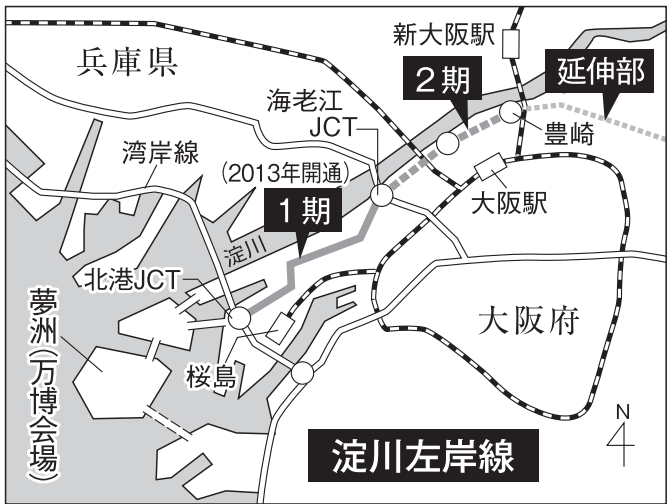 新大阪駅
兵庫県
2期
延伸部
海老江
JCT
豊崎
湾岸線
(2013年開通)
1期
大阪駅
淀川
北港JCT
夢洲(万博会場)
桜島
大阪府
淀川左岸線
N
4